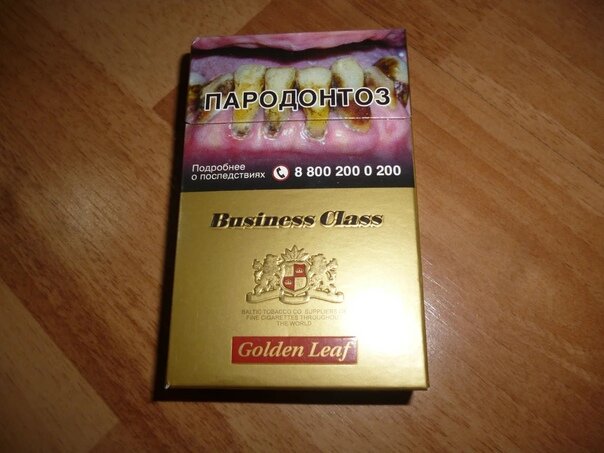 ПАРОДОНТОЗ
Подробнее
о последствиях
8 800 200 0 200
Business Class
BALTIC TOBACCO CO. SUPPLIERS OF
FINE CIGARETTES THROUGHOUT
THE WORLD
Golden Leaf